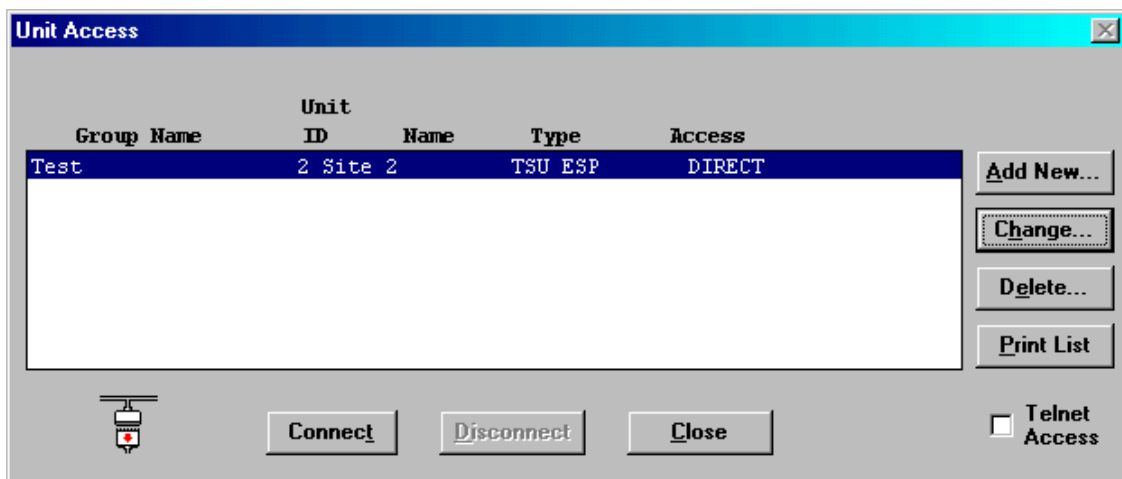 Unit Access
Unit
Group Name ID Name Type Access
Test 2 Site 2 TSU ESP DIRECT
Add New...
Change...
Delete...
Print List
Connect Disconnect Close
Telnet
Access